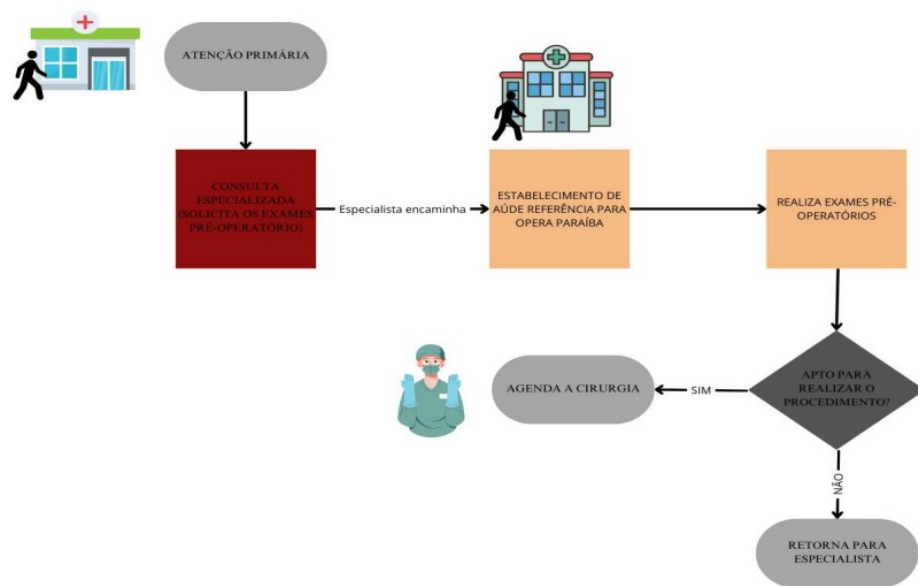 ATENÇÃO PRIMÁRIA
CONSULTA
ESPECIALIZADA
(SOLICITA OS EXAMES
PRÉ-OPERATÓRIO)
Especialista encaminha
ESTABELECIMENTO DE
AÚDE REFERÊNCIA PARA
OPERA PARAÍBA
REALIZA EXAMES PRÉ-
OPERATÓRIOS
APTO PARA
REALIZAR O
PROCEDIMENTO?
SIM
AGENDA A CIRURGIA
NÃO
RETORNA PARA
ESPECIALISTA